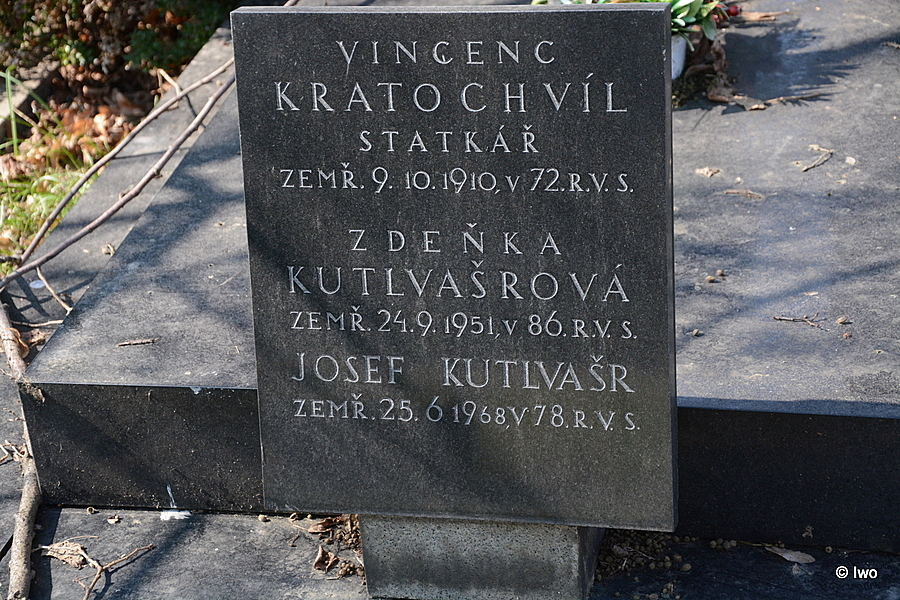 VINCENC
KRATOCHVÍL
STATKÁŘ
ZEMŘ. 9. 10. 1910, V 72. R. V. S.
ZDEŇKA
KUTLVAŠROVÁ
ZEMŘ. 24. 9. 1951, V 86. R. V. S.
JOSEF KUTLVAŠR
ZEMŘ. 25. 6 1968, V 78. R. V. S.
© Iwo